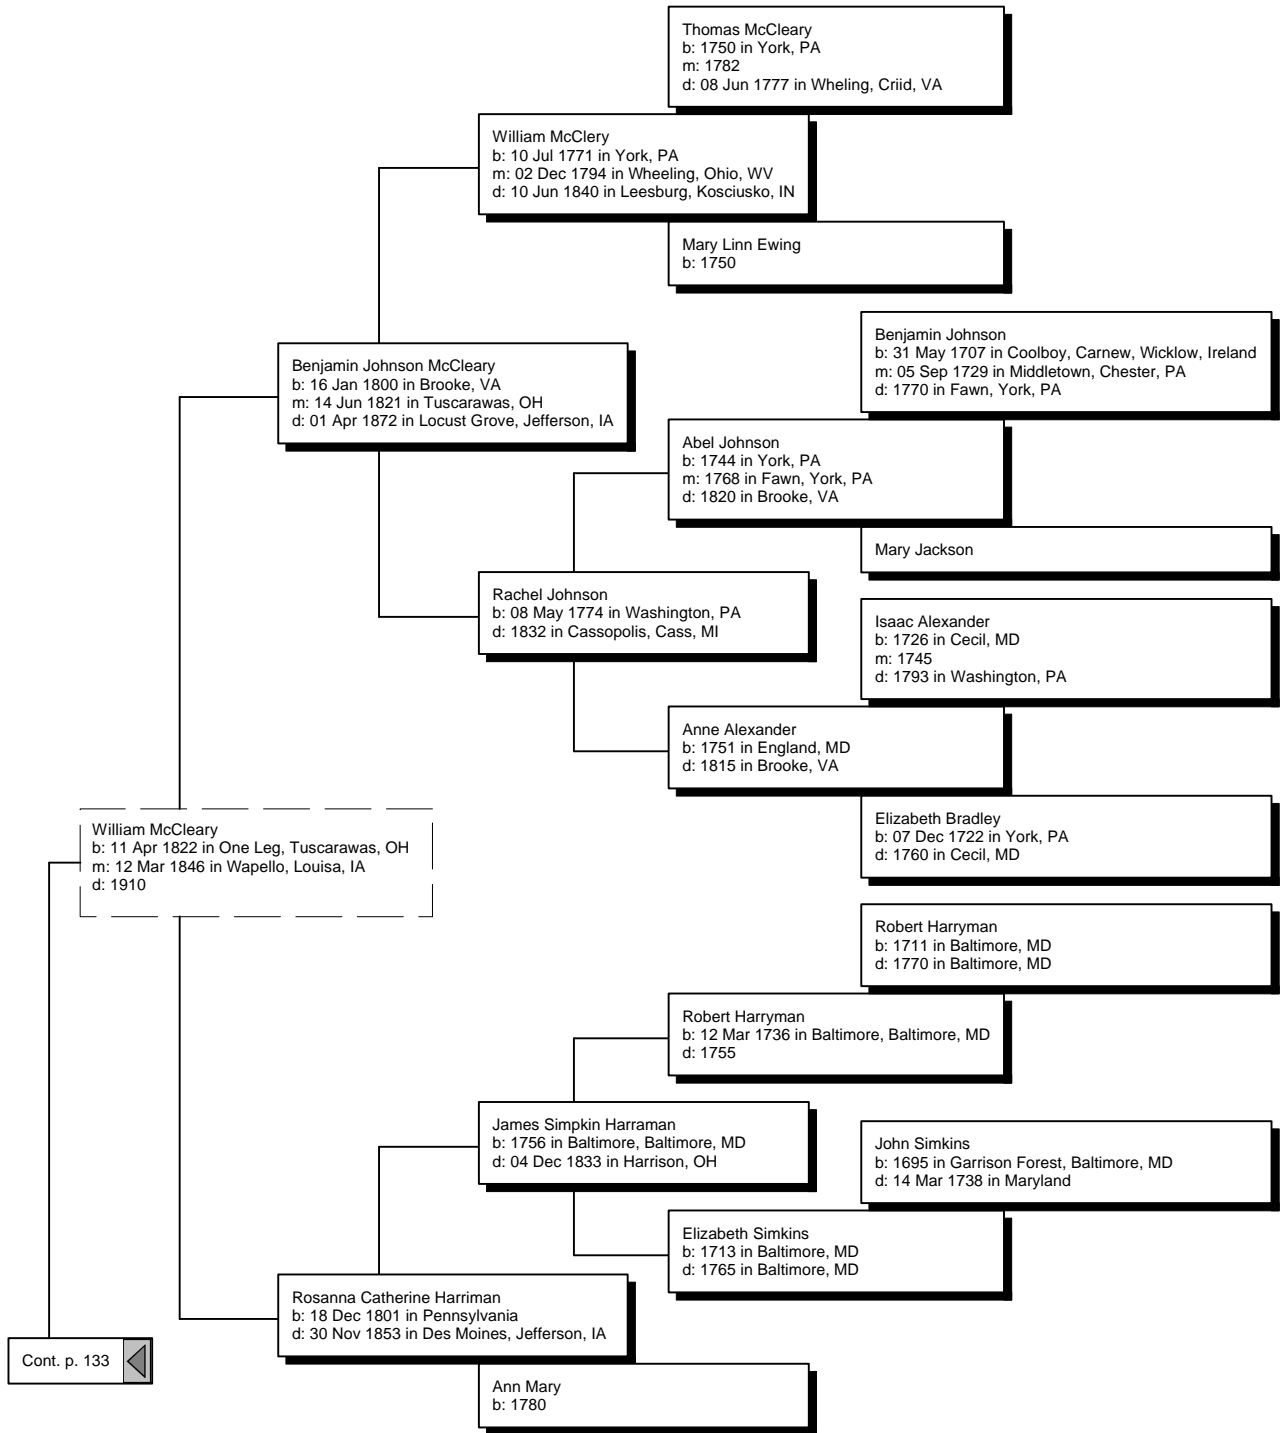 Thomas McCleary
b: 1750 in York, PA
m: 1782
d: 08 Jun 1777 in Wheling, Criid, VA
William McClery
b: 10 Jul 1771 in York, PA
m: 02 Dec 1794 in Wheeling, Ohio, WV
d: 10 Jun 1840 in Leesburg, Kosciusko, IN
Mary Linn Ewing
b: 1750
Benjamin Johnson
b: 31 May 1707 in Coolboy, Carnew, Wicklow, Ireland
m: 05 Sep 1729 in Middletown, Chester, PA
d: 1770 in Fawn, York, PA
Benjamin Johnson McCleary
b: 16 Jan 1800 in Brooke, VA
m: 14 Jun 1821 in Tuscarawas, OH
d: 01 Apr 1872 in Locust Grove, Jefferson, IA
Abel Johnson
b: 1744 in York, PA
m: 1768 in Fawn, York, PA
d: 1820 in Brooke, VA
Mary Jackson
Rachel Johnson
b: 08 May 1774 in Washington, PA
d: 1832 in Cassopolis, Cass, MI
Isaac Alexander
b: 1726 in Cecil, MD
m: 1745
d: 1793 in Washington, PA
Anne Alexander
b: 1751 in England, MD
d: 1815 in Brooke, VA
Elizabeth Bradley
b: 07 Dec 1722 in York, PA
d: 1760 in Cecil, MD
William McCleary
b: 11 Apr 1822 in One Leg, Tuscarawas, OH
m: 12 Mar 1846 in Wapello, Louisa, IA
d: 1910
Robert Harryman
b: 1711 in Baltimore, MD
d: 1770 in Baltimore, MD
Robert Harryman
b: 12 Mar 1736 in Baltimore, Baltimore, MD
d: 1755
James Simpkin Harraman
b: 1756 in Baltimore, Baltimore, MD
d: 04 Dec 1833 in Harrison, OH
John Simkins
b: 1695 in Garrison Forest, Baltimore, MD
d: 14 Mar 1738 in Maryland
Elizabeth Simkins
b: 1713 in Baltimore, MD
d: 1765 in Baltimore, MD
Rosanna Catherine Harriman
b: 18 Dec 1801 in Pennsylvania
d: 30 Nov 1853 in Des Moines, Jefferson, IA
Cont. p. 133
Ann Mary
b: 1780